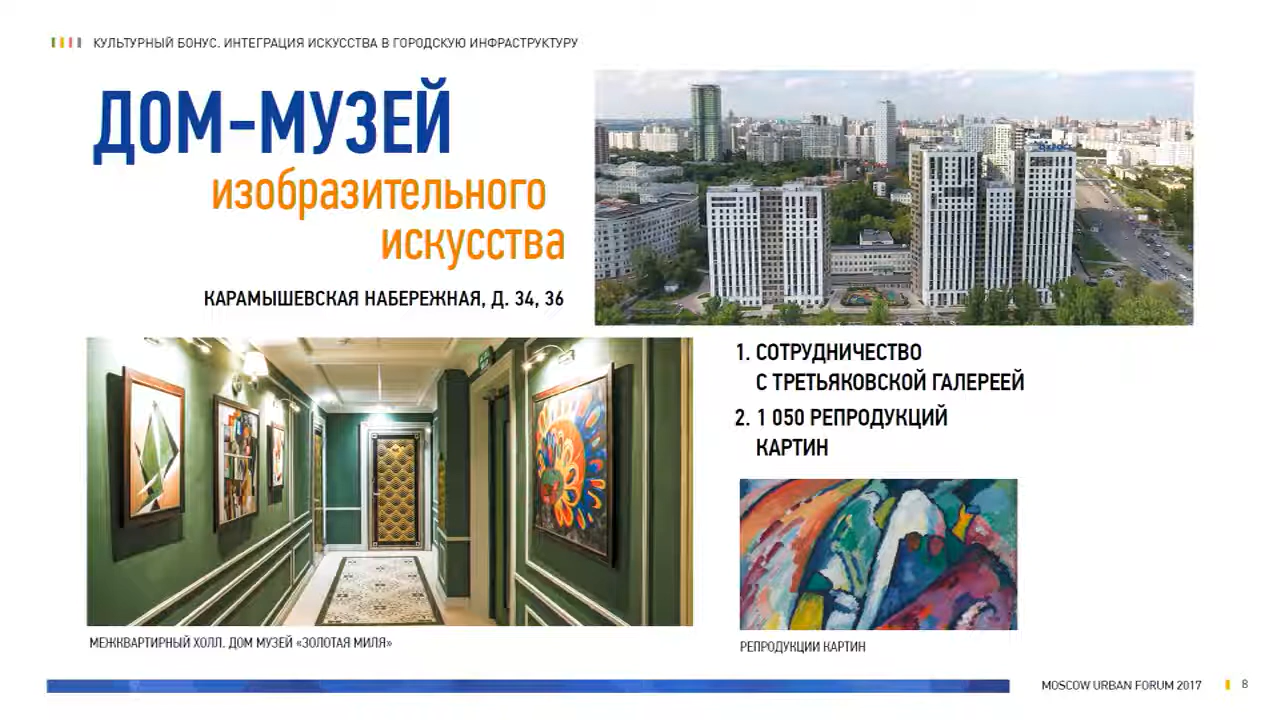 КУЛЬТУРНЫЙ БОНУС. ИНТЕГРАЦИЯ ИСКУССТВА В ГОРОДСКУЮ ИНФРАСТРУКТУРУ
ДОМ-МУЗЕЙ
изобразительного
искусства
КАРАМЫШЕВСКАЯ НАБЕРЕЖНАЯ, Д. 34, 36
1. СОТРУДНИЧЕСТВО
С ТРЕТЬЯКОВСКОЙ ГАЛЕРЕЕЙ
2. 1 050 РЕПРОДУКЦИЙ
КАРТИН
МЕЖКВАРТИРНЫЙ ХОЛЛ. ДОМ МУЗЕЙ «ЗОЛОТАЯ МИЛЯ»
РЕПРОДУКЦИИ КАРТИН
MOSCOW URBAN FORUM 2017
8